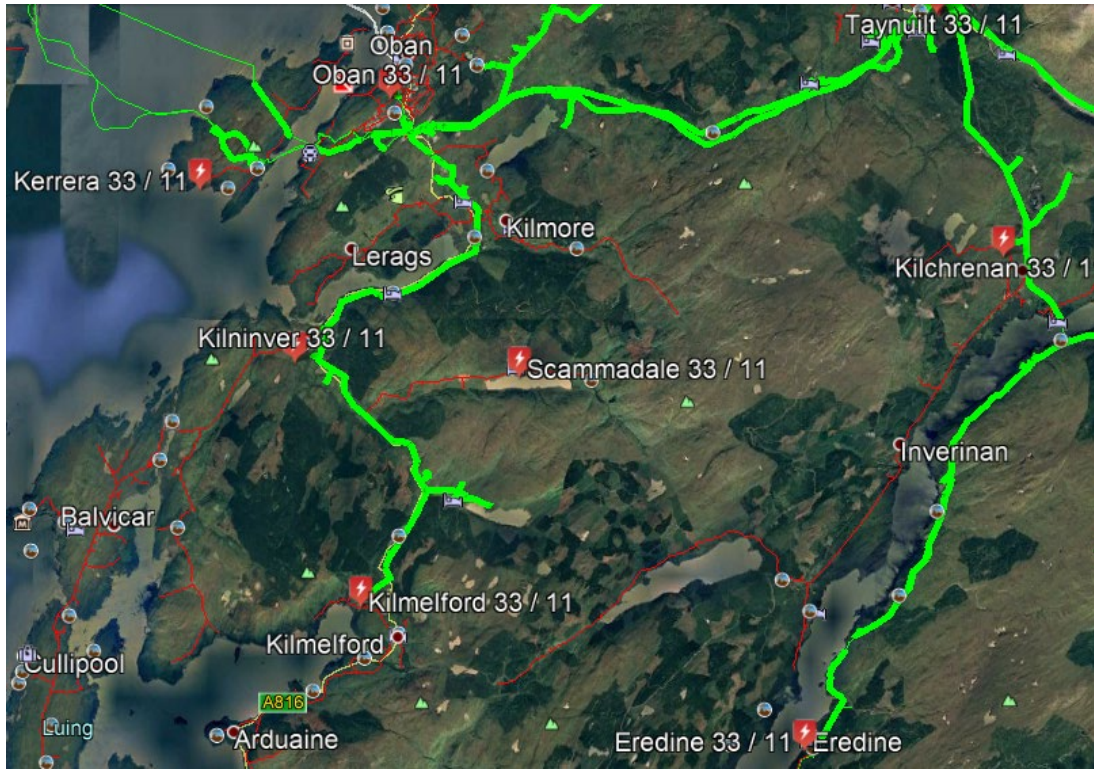 Taynuilt 33 / 11
Oban
Oban 33 / 11
Kerrera 33 / 11
Kilmore
Lerags
Kilchrenan 33 / 1
Kilninver 33 / 11
Scammadale 33 / 11
Inverinan
Balvicar
Kilmelford 33 / 11
Kilmelford
Cullipool
A816
Luing
Arduaine
Eredine 33 / 11
Eredine